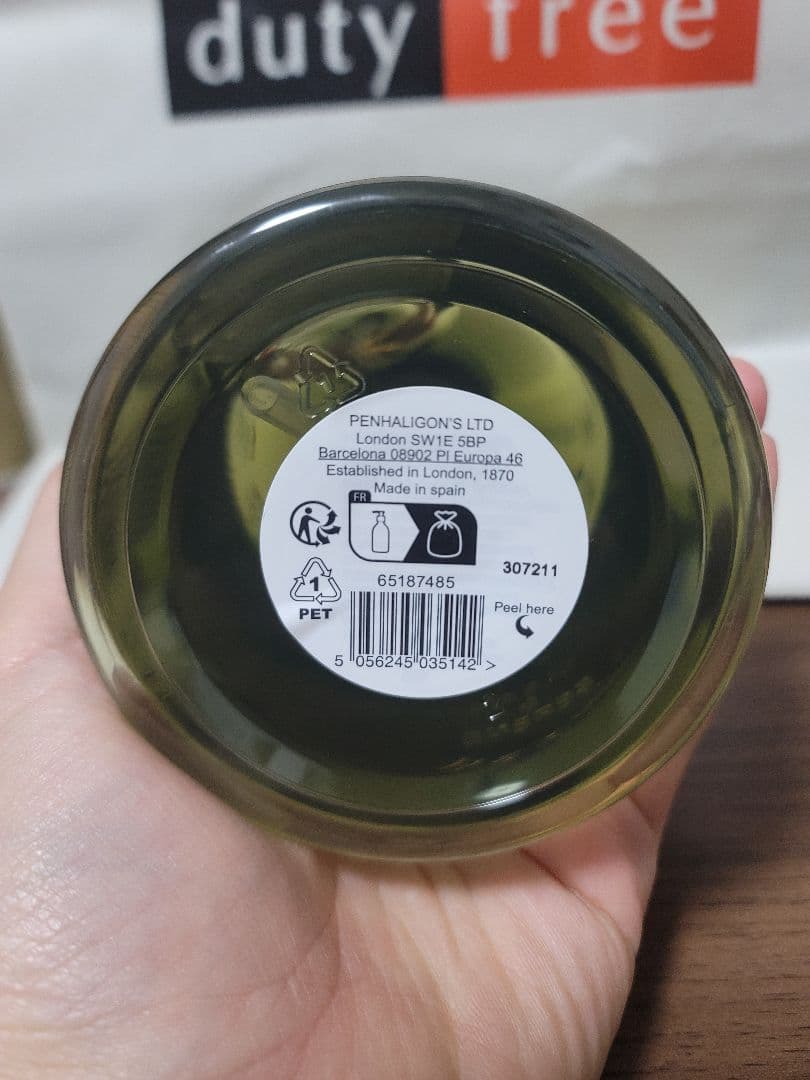 duty free
PENHALIGON'S LTD
London SW1E 5BP
Barcelona 08902 Pl Europa 46
Established in London, 1870
Made in spain
FR
307211
1
PET
65187485
Peel here
5 056245 035142 >